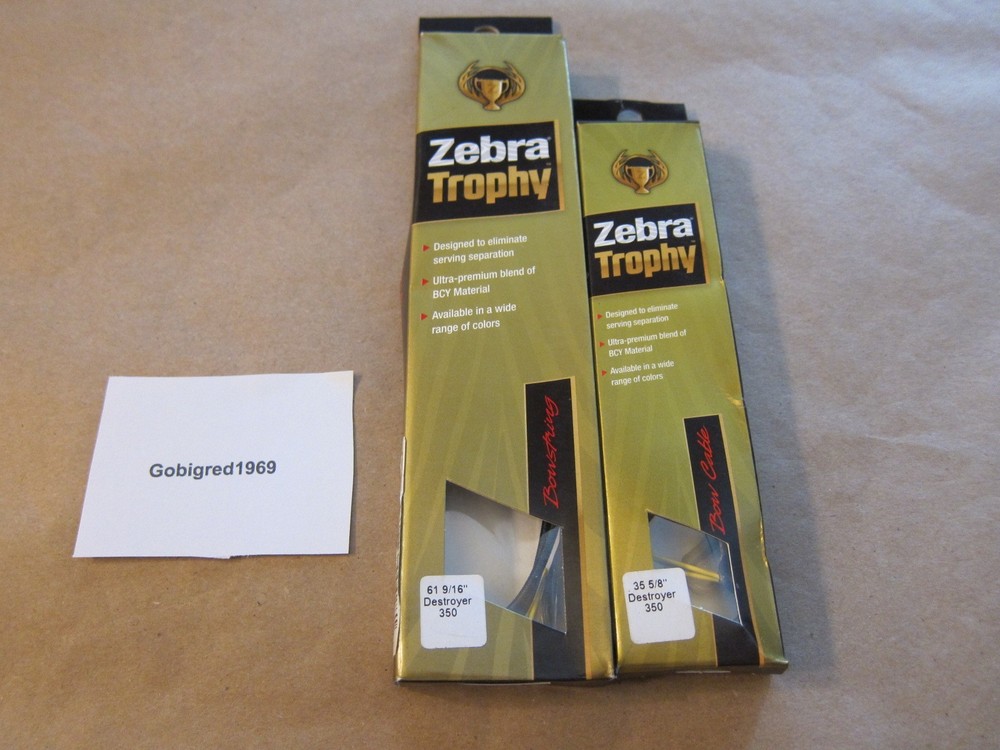 Zebra
Trophy™
Designed to eliminate
serving separation
Ultra-premium blend of
BCY Material
Available in a wide
range of colors
Bowstring
61 9/16"
Destroyer
350
Zebra
Trophy
Designed to eliminate
serving separation
Ultra-premium blend of
BCY Material
Available in a wide
range of colors
Bow Cable
35 5/8"
Destroyer
350
Gobigred1969